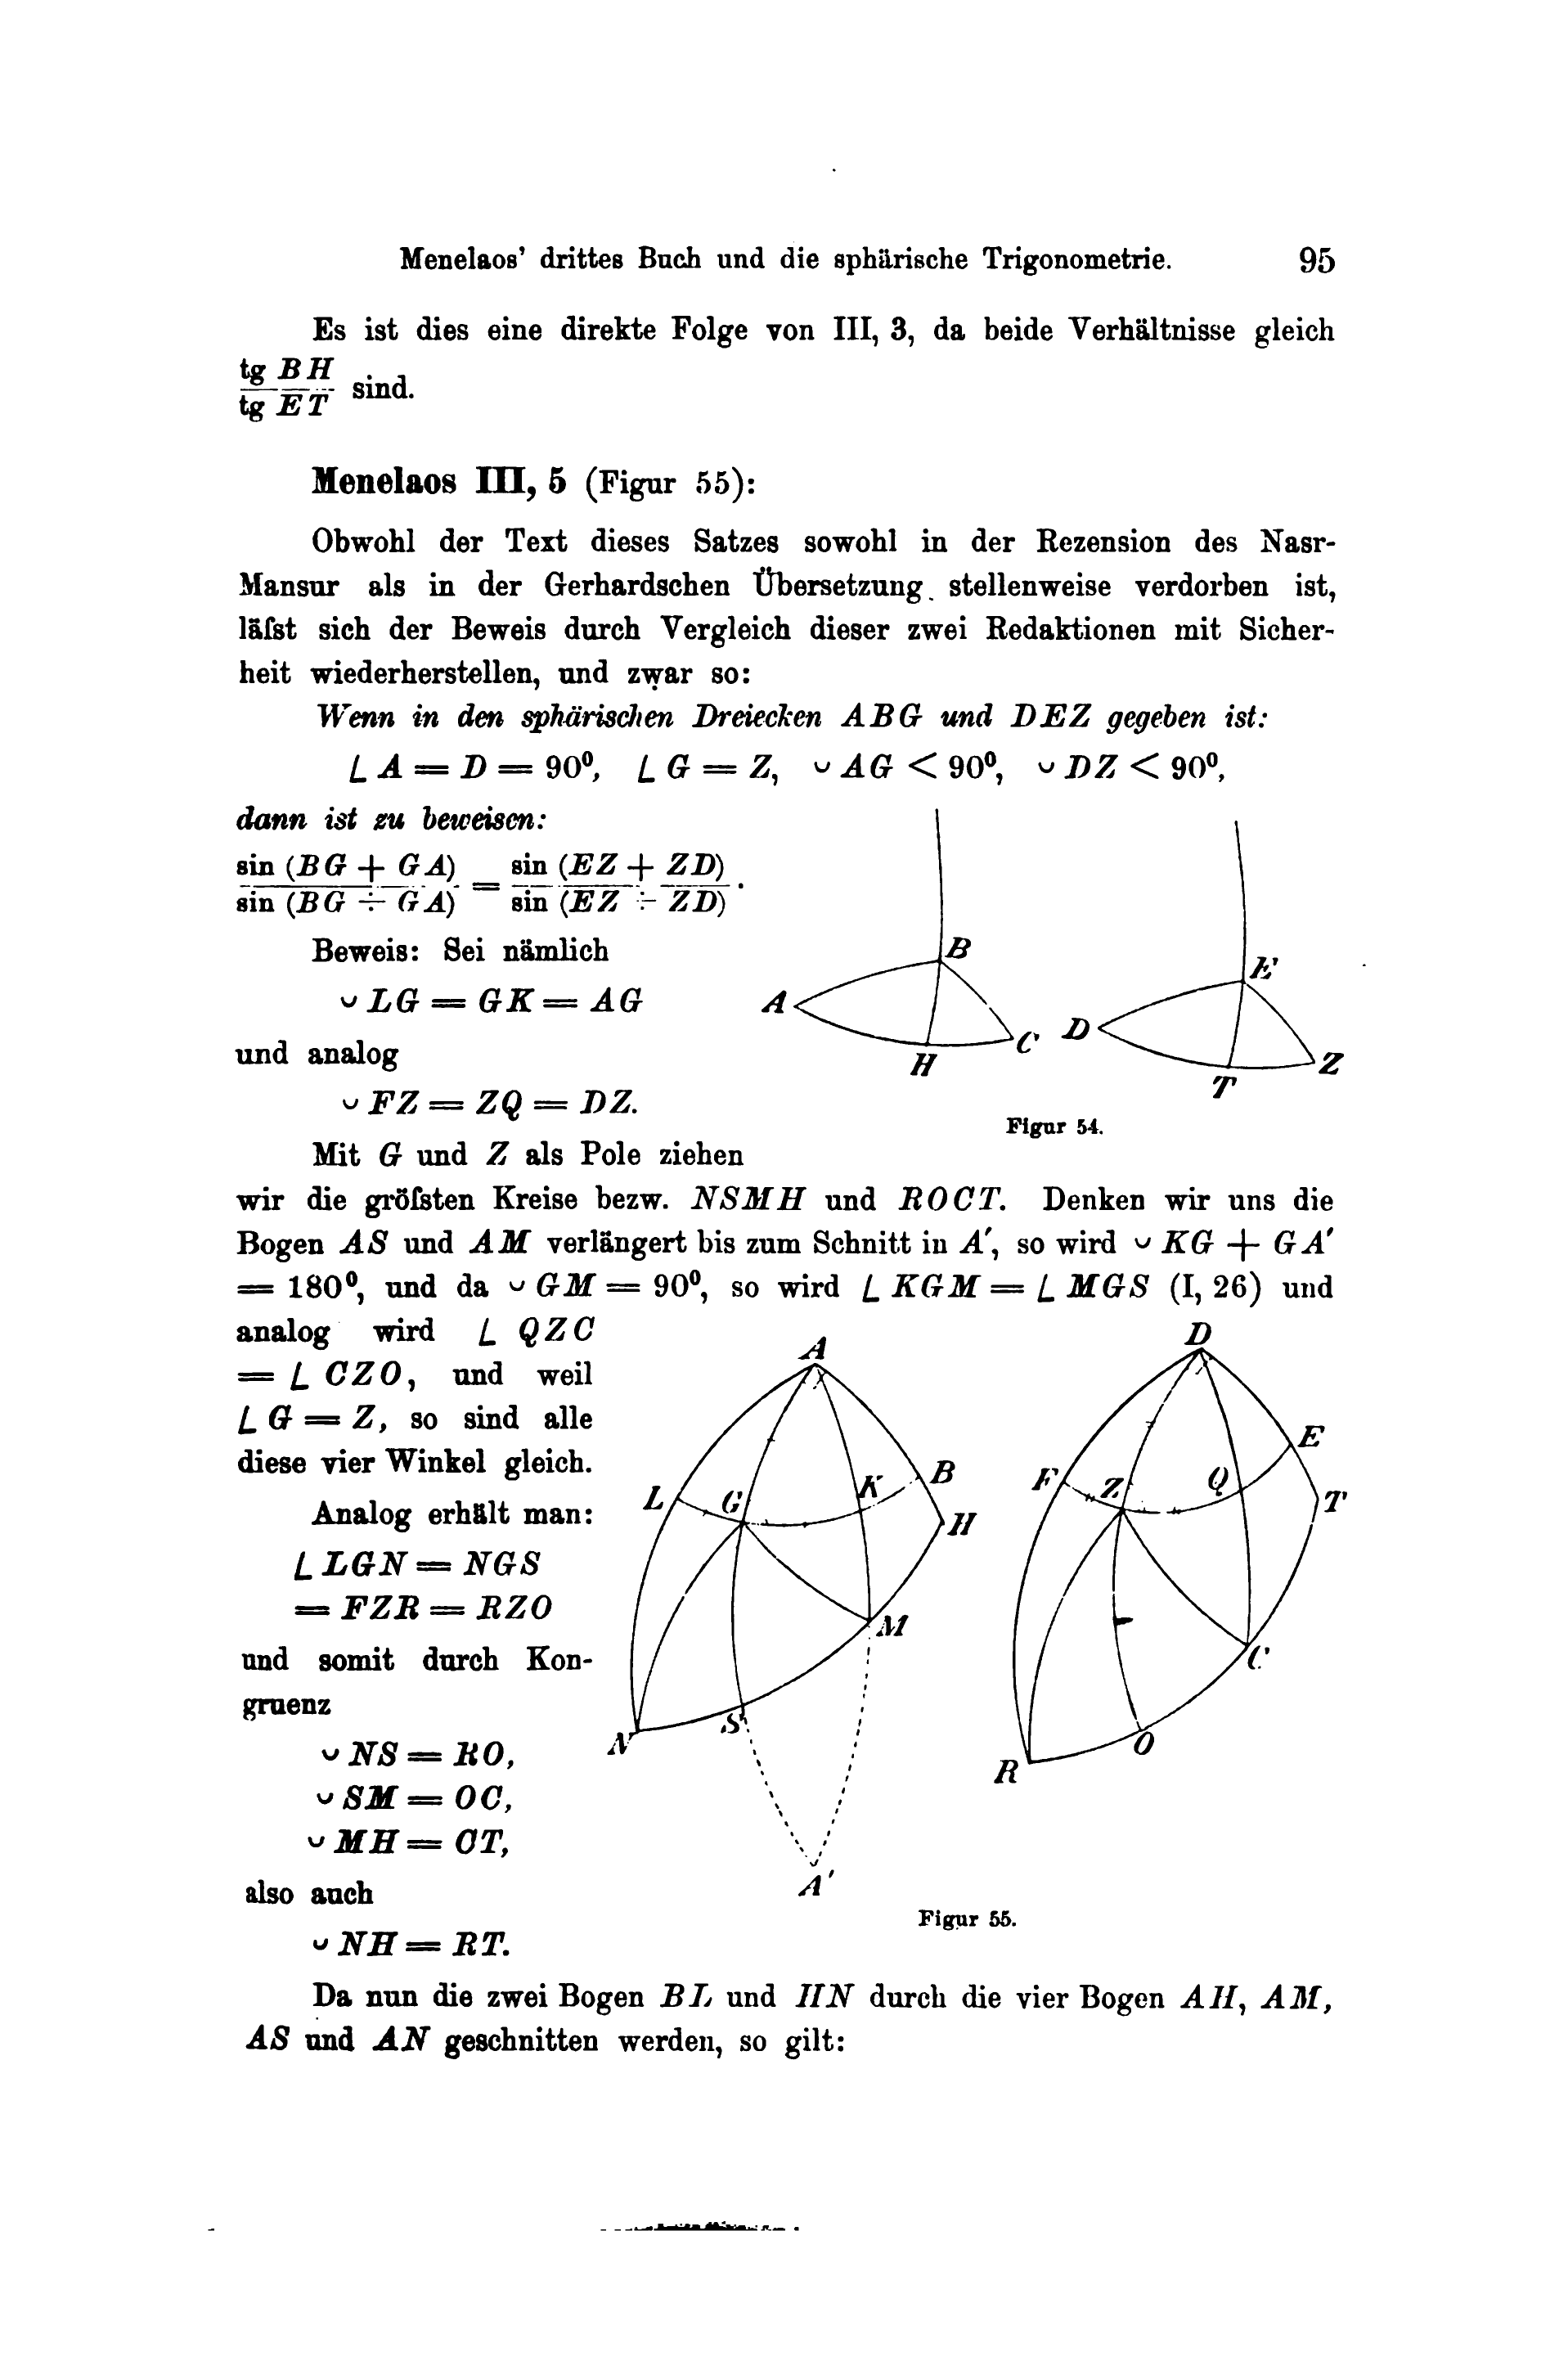 Menelaos’ drittes Buch und die sphärische Trigonometrie. 95
Es ist dies eine direkte Folge von III, 3, da beide Verhältnisse gleich
tg BH
tg ET sind.
Menelaos III, 5 (Figur 55):
Obwohl der Text dieses Satzes sowohl in der Rezension des Nasr-
Mansur als in der Gerhardschen Übersetzung stellenweise verdorben ist,
läſst sich der Beweis durch Vergleich dieser zwei Redaktionen mit Sicher-
heit wiederherstellen, und zwar so:
Wenn in den sphärischen Dreiecken ABG und DEZ gegeben ist:
∠ A = D = 90⁰, ∠ G = Z, ◡ AG < 90⁰, ◡ DZ < 90⁰,
dann ist zu beweisen:
sin (BG + GA) = sin (EZ + ZD)
sin (BG ÷ GA) sin (EZ ÷ ZD) .
Beweis: Sei nämlich
◡ LG = GK = AG
und analog
◡ FZ = ZQ = DZ.
B
A
H
C
E
D
T
Z
Figur 54.
Mit G und Z als Pole ziehen
wir die gröſsten Kreise bezw. NSMH und ROCT. Denken wir uns die
Bogen AS und AM verlängert bis zum Schnitt in A′, so wird ◡ KG + GA′
= 180⁰, und da ◡ GM = 90⁰, so wird ∠ KGM = ∠ MGS (I, 26) und
analog wird ∠ QZC
= ∠ CZO, und weil
∠ G = Z, so sind alle
diese vier Winkel gleich.
Analog erhält man:
∠ LGN = NGS
= FZR = RZO
und somit durch Kon-
gruenz
◡ NS = RO,
◡ SM = OC,
◡ MH = CT,
also auch
◡ NH = RT.
A
L
G
K
B
H
M
N
S
A′
D
F
Z
Q
E
T
C
R
O
Figur 55.
Da nun die zwei Bogen BL und HN durch die vier Bogen AH, AM,
AS und AN geschnitten werden, so gilt: